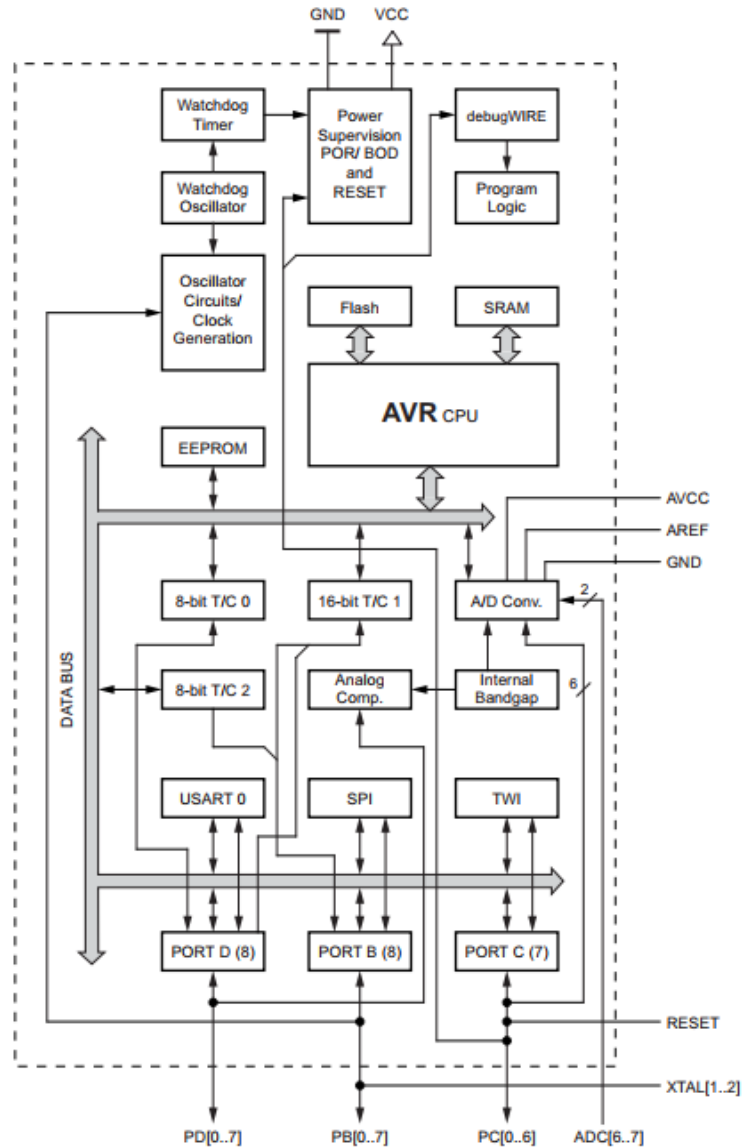 GND
VCC
Watchdog
Timer
Power
Supervision
POR/ BOD
and
RESET
debugWIRE
Watchdog
Oscillator
Program
Logic
Oscillator
Circuits/
Clock
Generation
Flash
SRAM
AVR CPU
EEPROM
AVCC
AREF
GND
8-bit T/C 0
16-bit T/C 1
A/D Conv.
2
DATA BUS
8-bit T/C 2
Analog
Comp.
Internal
Bandgap
6
USART 0
SPI
TWI
PORT D (8)
PORT B (8)
PORT C (7)
RESET
XTAL[1..2]
PD[0..7]
PB[0..7]
PC[0..6]
ADC[6..7]